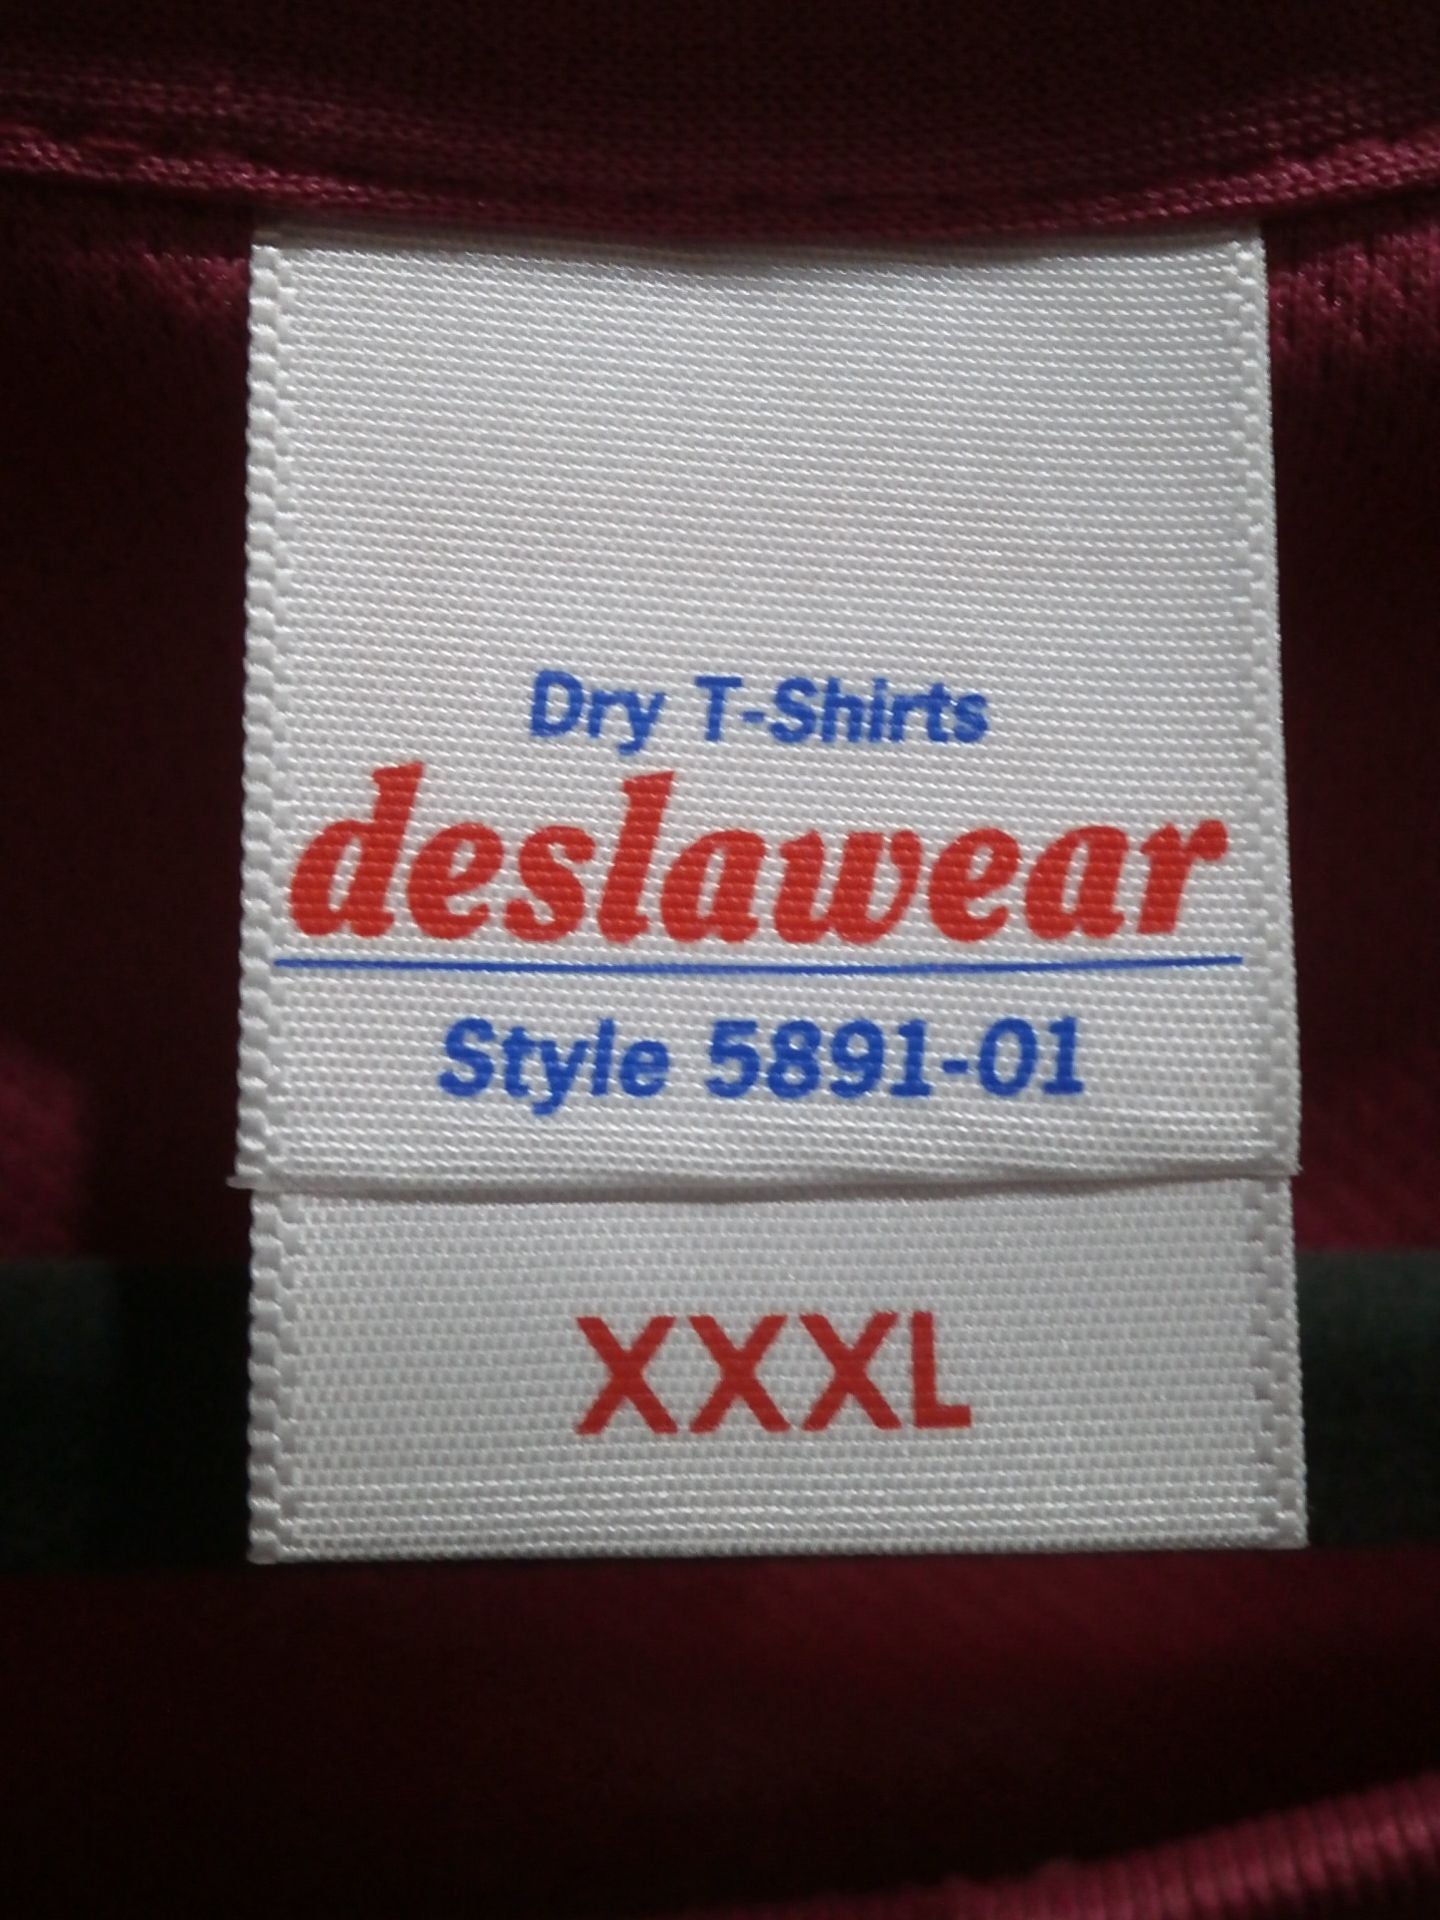 Dry T-Shirts
deslawear
Style 5891-01
XXXL